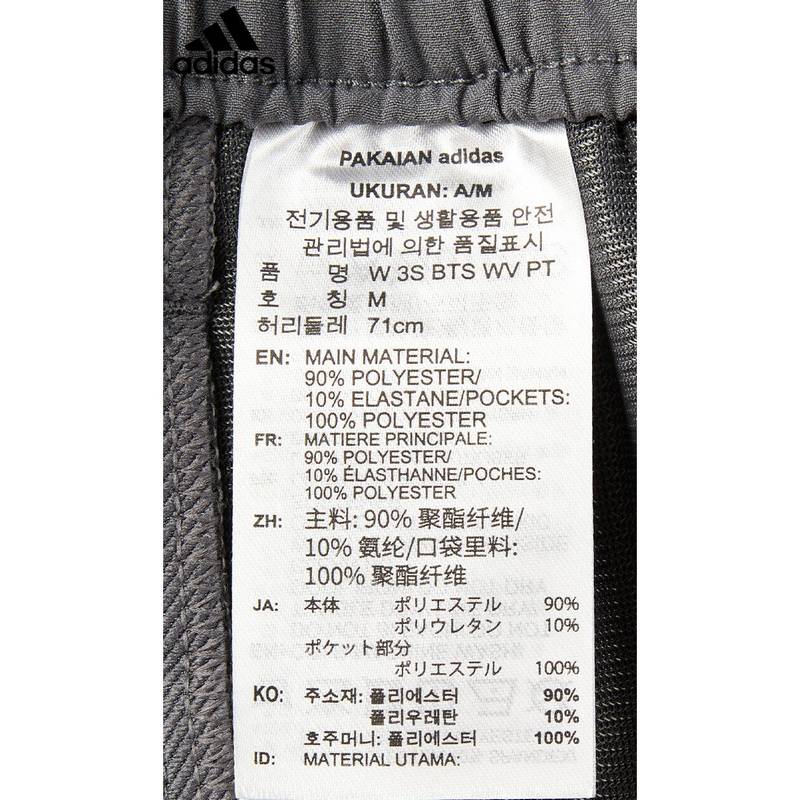 adidas
PAKAIAN adidas
UKURAN: A/M
전기용품 및 생활용품 안전
관리법에 의한 품질표시
품 명 W 3S BTS WV PT
호 칭 M
허리둘레 71cm
EN: MAIN MATERIAL:
90% POLYESTER/
10% ELASTANE/POCKETS:
100% POLYESTER
FR: MATIERE PRINCIPALE:
90% POLYESTER/
10% ÉLASTHANNE/POCHES:
100% POLYESTER
ZH: 主料: 90% 聚酯纤维/
10% 氨纶/口袋里料:
100% 聚酯纤维
JA: 本体 ポリエステル 90%
ポリウレタン 10%
ポケット部分
ポリエステル 100%
KO: 주소재: 폴리에스터 90%
폴리우레탄 10%
호주머니: 폴리에스터 100%
ID: MATERIAL UTAMA: